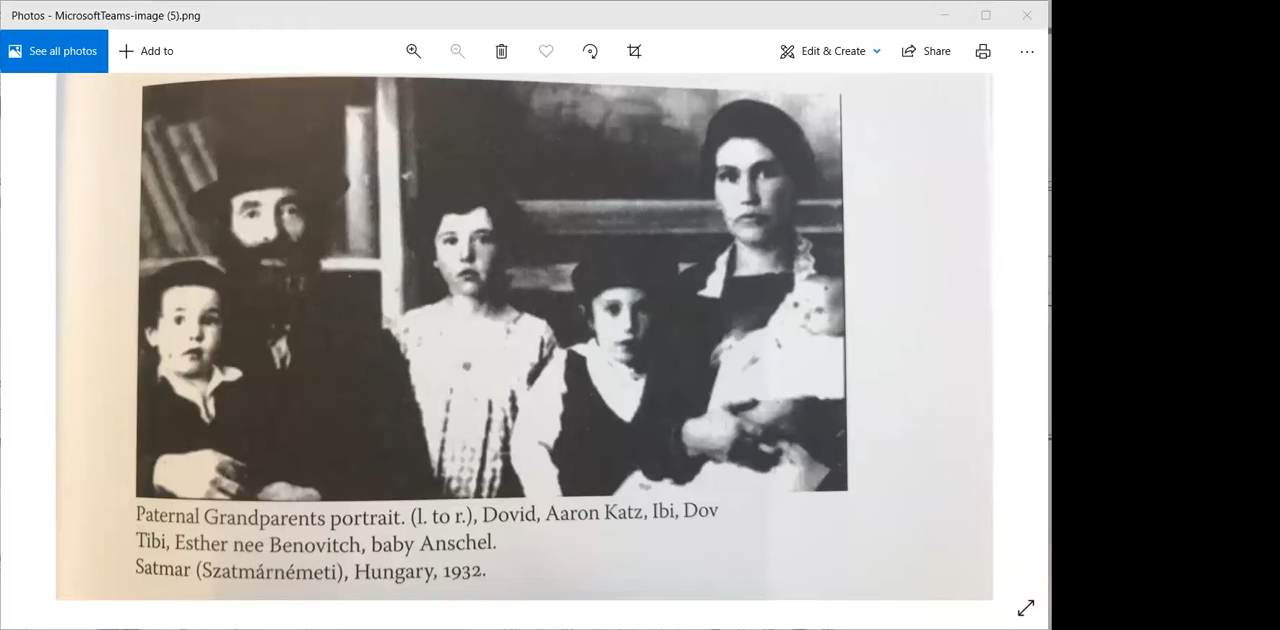 Photos - MicrosoftTeams-image (5).png
See all photos
Add to
Edit & Create
Share
Paternal Grandparents portrait. (l. to r.), Dovid, Aaron Katz, Ibi, Dov
Tibi, Esther nee Benovitch, baby Anschel.
Satmar (Szatmárnémeti), Hungary, 1932.